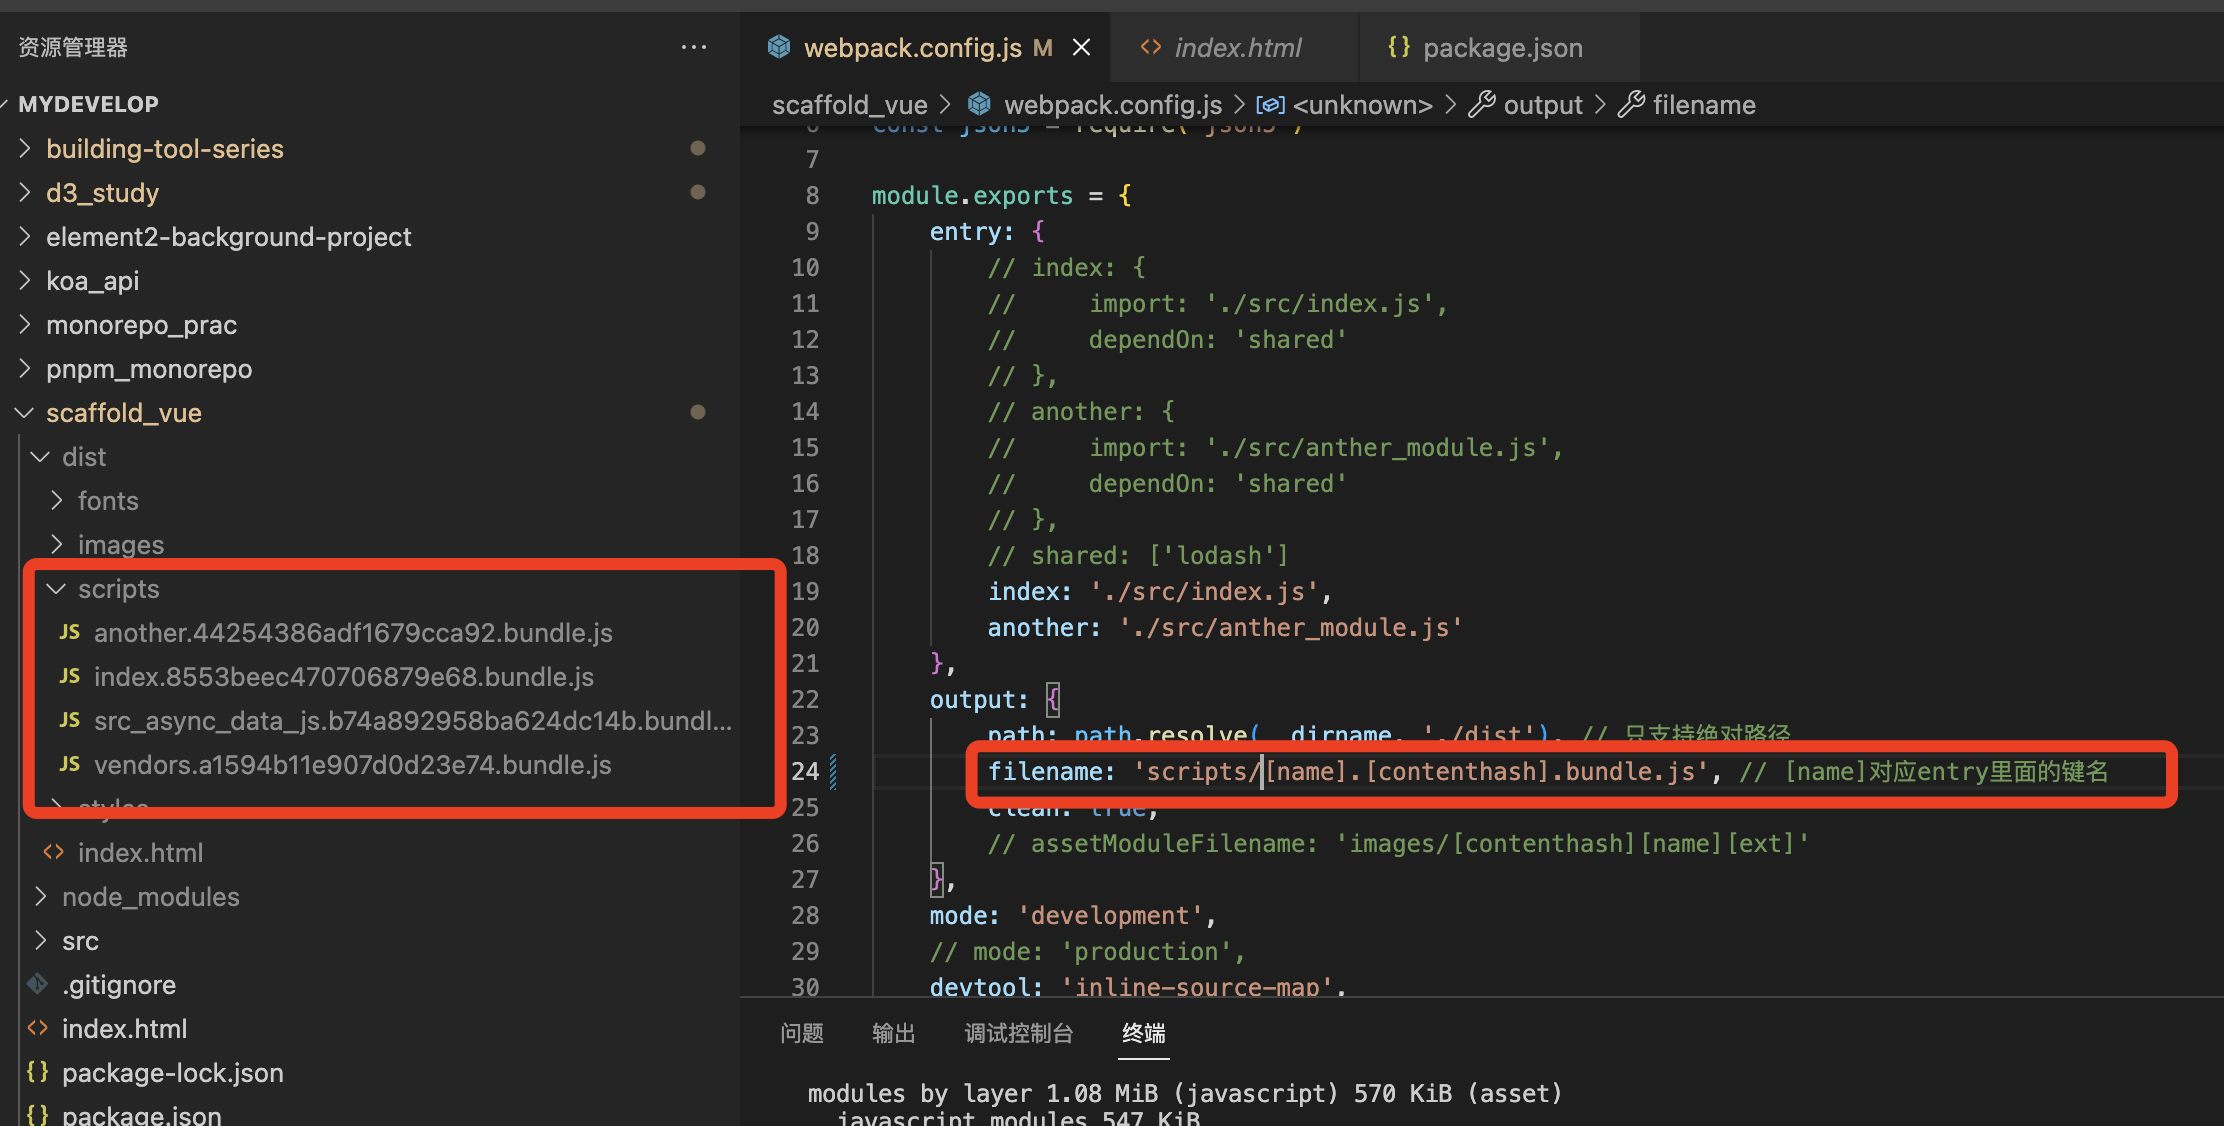 资源管理器
MYDEVELOP
building-tool-series
d3_study
element2-background-project
koa_api
monorepo_prac
pnpm_monorepo
scaffold_vue
dist
fonts
images
scripts
JS another.44254386adf1679cca92.bundle.js
JS index.8553beec470706879e68.bundle.js
JS src_async_data_js.b74a892958ba624dc14b.bundl...
JS vendors.a1594b11e907d0d23e74.bundle.js
styles
index.html
node_modules
src
.gitignore
index.html
package-lock.json
package.json
webpack.config.js M
index.html
package.json
scaffold_vue > webpack.config.js > <unknown> > output > filename
6 const json5 = require('json5')
7
8 module.exports = {
9 entry: {
10 // index: {
11 // import: './src/index.js',
12 // dependOn: 'shared'
13 // },
14 // another: {
15 // import: './src/anther_module.js',
16 // dependOn: 'shared'
17 // },
18 // shared: ['lodash']
19 index: './src/index.js',
20 another: './src/anther_module.js'
21 },
22 output: {
23 path: path.resolve(__dirname, './dist'), // 只支持绝对路径
24 filename: 'scripts/[name].[contenthash].bundle.js', // [name]对应entry里面的键名
25 clean: true,
26 // assetModuleFilename: 'images/[contenthash][name][ext]'
27 },
28 mode: 'development',
29 // mode: 'production',
30 devtool: 'inline-source-map',
问题 输出 调试控制台 终端
modules by layer 1.08 MiB (javascript) 570 KiB (asset)
javascript modules 547 KiB